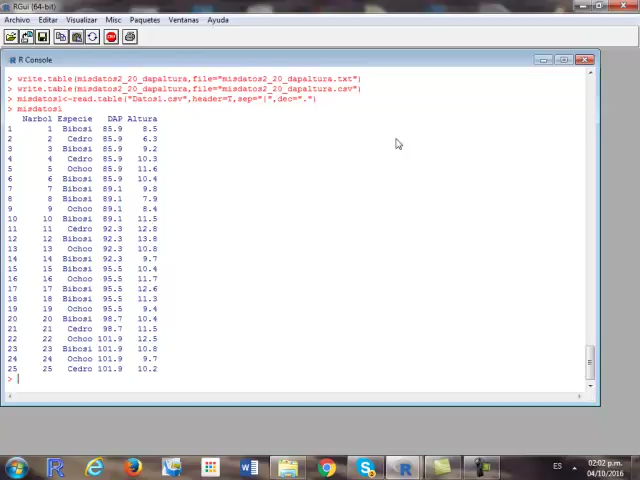 RGui (64-bit)
Archivo Editar Visualizar Misc Paquetes Ventanas Ayuda
STOP
R Console
> write.table(misdatos2_20_dapaltura,file="misdatos2_20_dapaltura.txt")
> write.table(misdatos2_20_dapaltura,file="misdatos2_20_dapaltura.csv")
> misdatos1<-read.table("Datos1.csv",header=T,sep="|",dec=".")
> misdatos1
Narbol Especie DAP Altura
1 1 Bibosi 85.9 8.5
2 2 Cedro 85.9 6.3
3 3 Bibosi 85.9 9.2
4 4 Cedro 85.9 10.3
5 5 Ochoo 85.9 11.6
6 6 Bibosi 85.9 10.4
7 7 Bibosi 89.1 9.8
8 8 Bibosi 89.1 7.9
9 9 Ochoo 89.1 8.4
10 10 Bibosi 89.1 11.5
11 11 Cedro 92.3 12.8
12 12 Bibosi 92.3 13.8
13 13 Ochoo 92.3 10.8
14 14 Bibosi 92.3 9.7
15 15 Bibosi 95.5 10.4
16 16 Ochoo 95.5 11.7
17 17 Bibosi 95.5 12.6
18 18 Bibosi 95.5 11.3
19 19 Ochoo 95.5 9.4
20 20 Bibosi 98.7 10.4
21 21 Cedro 98.7 11.5
22 22 Ochoo 101.9 12.5
23 23 Bibosi 101.9 10.8
24 24 Ochoo 101.9 9.7
25 25 Cedro 101.9 10.2
>
ES
02:02 p.m.
04/10/2016